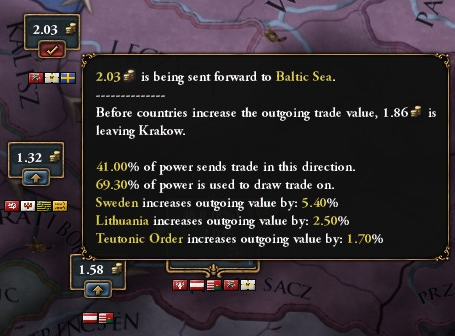 2.03
2.03 is being sent forward to Baltic Sea.
--------------
Before countries increase the outgoing trade value, 1.86 is
leaving Krakow.
41.00% of power sends trade in this direction.
69.30% of power is used to draw trade on.
Sweden increases outgoing value by: 5.40%
Lithuania increases outgoing value by: 2.50%
Teutonic Order increases outgoing value by: 1.70%
1.32
1.58
SACZ